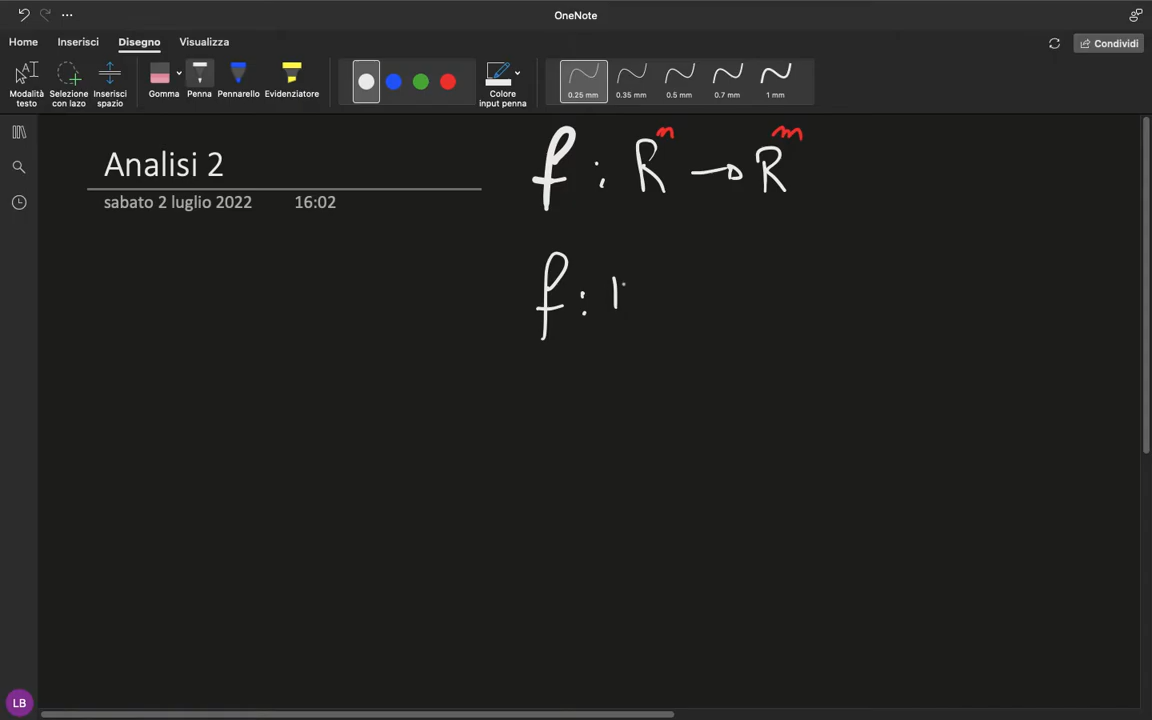 OneNote
Home Inserisci Disegno Visualizza
Condividi
Modalità testo
Selezione con lazo
Inserisci spazio
Gomma
Penna
Pennarello
Evidenziatore
Colore input penna
0.25 mm
0.35 mm
0.5 mm
0.7 mm
1 mm
Analisi 2
sabato 2 luglio 2022 16:02
f : Rⁿ → Rᵐ
f :
LB